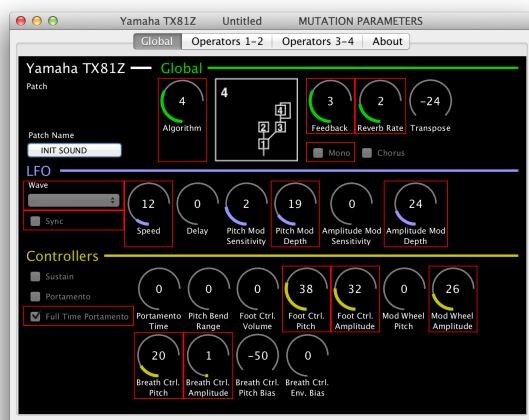 Yamaha TX81Z Untitled MUTATION PARAMETERS
Global Operators 1-2 Operators 3-4 About
Yamaha TX81Z Global
Patch
4
4
2 3
1
4
Algorithm
3
Feedback
2
Reverb Rate
-24
Transpose
Patch Name
INIT SOUND
Mono Chorus
LFO
Wave
Sync
12
Speed
0
Delay
2
Pitch Mod
Sensitivity
19
Pitch Mod
Depth
0
Amplitude Mod
Sensitivity
24
Amplitude Mod
Depth
Controllers
Sustain
Portamento
Full Time Portamento
0
Portamento
Time
0
Pitch Bend
Range
0
Foot Ctrl.
Volume
38
Foot Ctrl.
Pitch
32
Foot Ctrl.
Amplitude
0
Mod Wheel
Pitch
26
Mod Wheel
Amplitude
20
Breath Ctrl.
Pitch
1
Breath Ctrl.
Amplitude
-50
Breath Ctrl.
Pitch Bias
0
Breath Ctrl.
Env. Bias